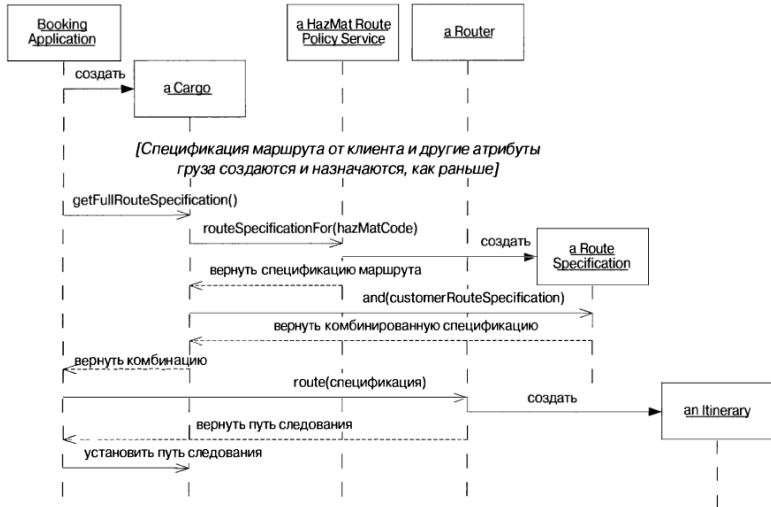 Booking
Application
a HazMat Route
Policy Service
a Router
создать
a Cargo
[Спецификация маршрута от клиента и другие атрибуты
груза создаются и назначаются, как раньше]
getFullRouteSpecification()
routeSpecificationFor(hazMatCode)
создать
a Route
Specification
вернуть спецификацию маршрута
and(customerRouteSpecification)
вернуть комбинированную спецификацию
вернуть комбинацию
route(спецификация)
создать
an Itinerary
вернуть путь следования
установить путь следования